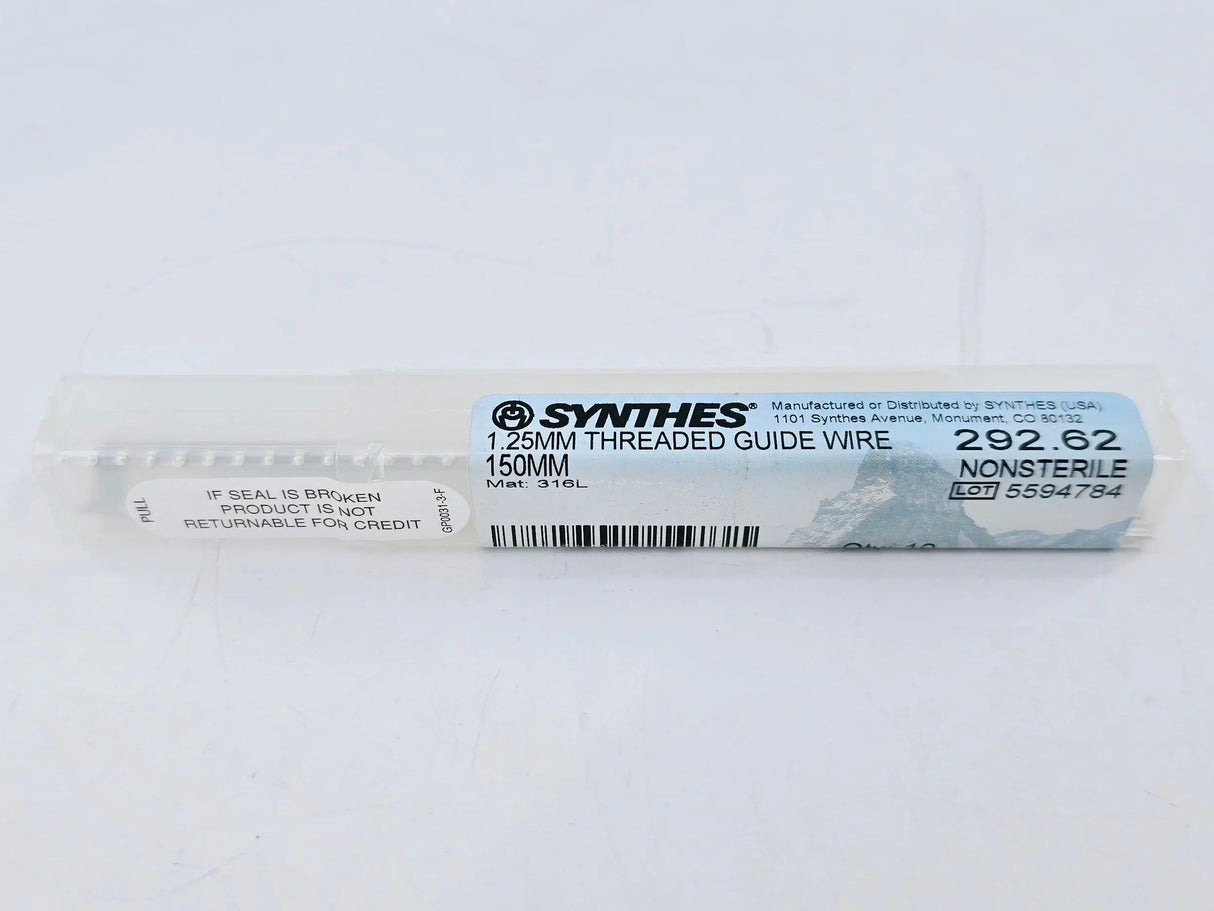 SYNTHES®
Manufactured or Distributed by SYNTHES (USA)
1101 Synthes Avenue, Monument, CO 80132
1.25MM THREADED GUIDE WIRE
292.62
150MM
NONSTERILE
Mat: 316L
LOT 5594784
PULL
IF SEAL IS BROKEN
PRODUCT IS NOT
RETURNABLE FOR CREDIT
GP0031-3-F
Qty: 10